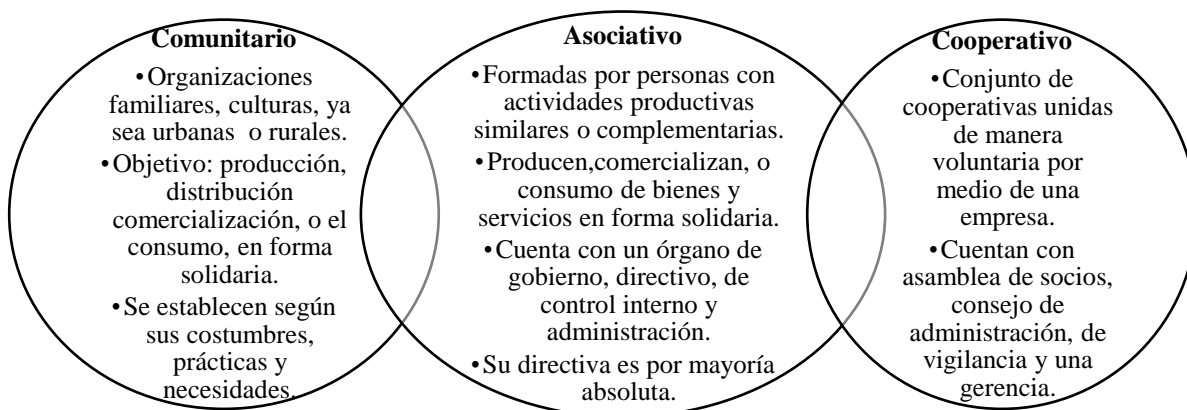 Comunitario
•Organizaciones
familiares, culturas, ya
sea urbanas o rurales.
•Objetivo: producción,
distribución
comercialización, o el
consumo, en forma
solidaria.
•Se establecen según
sus costumbres,
prácticas y
necesidades.
Asociativo
•Formadas por personas con
actividades productivas
similares o complementarias.
•Producen,comercializan, o
consumo de bienes y
servicios en forma solidaria.
•Cuenta con un órgano de
gobierno, directivo, de
control interno y
administración.
•Su directiva es por mayoría
absoluta.
Cooperativo
•Conjunto de
cooperativas unidas
de manera
voluntaria por
medio de una
empresa.
•Cuentan con
asamblea de socios,
consejo de
administración, de
vigilancia y una
gerencia.